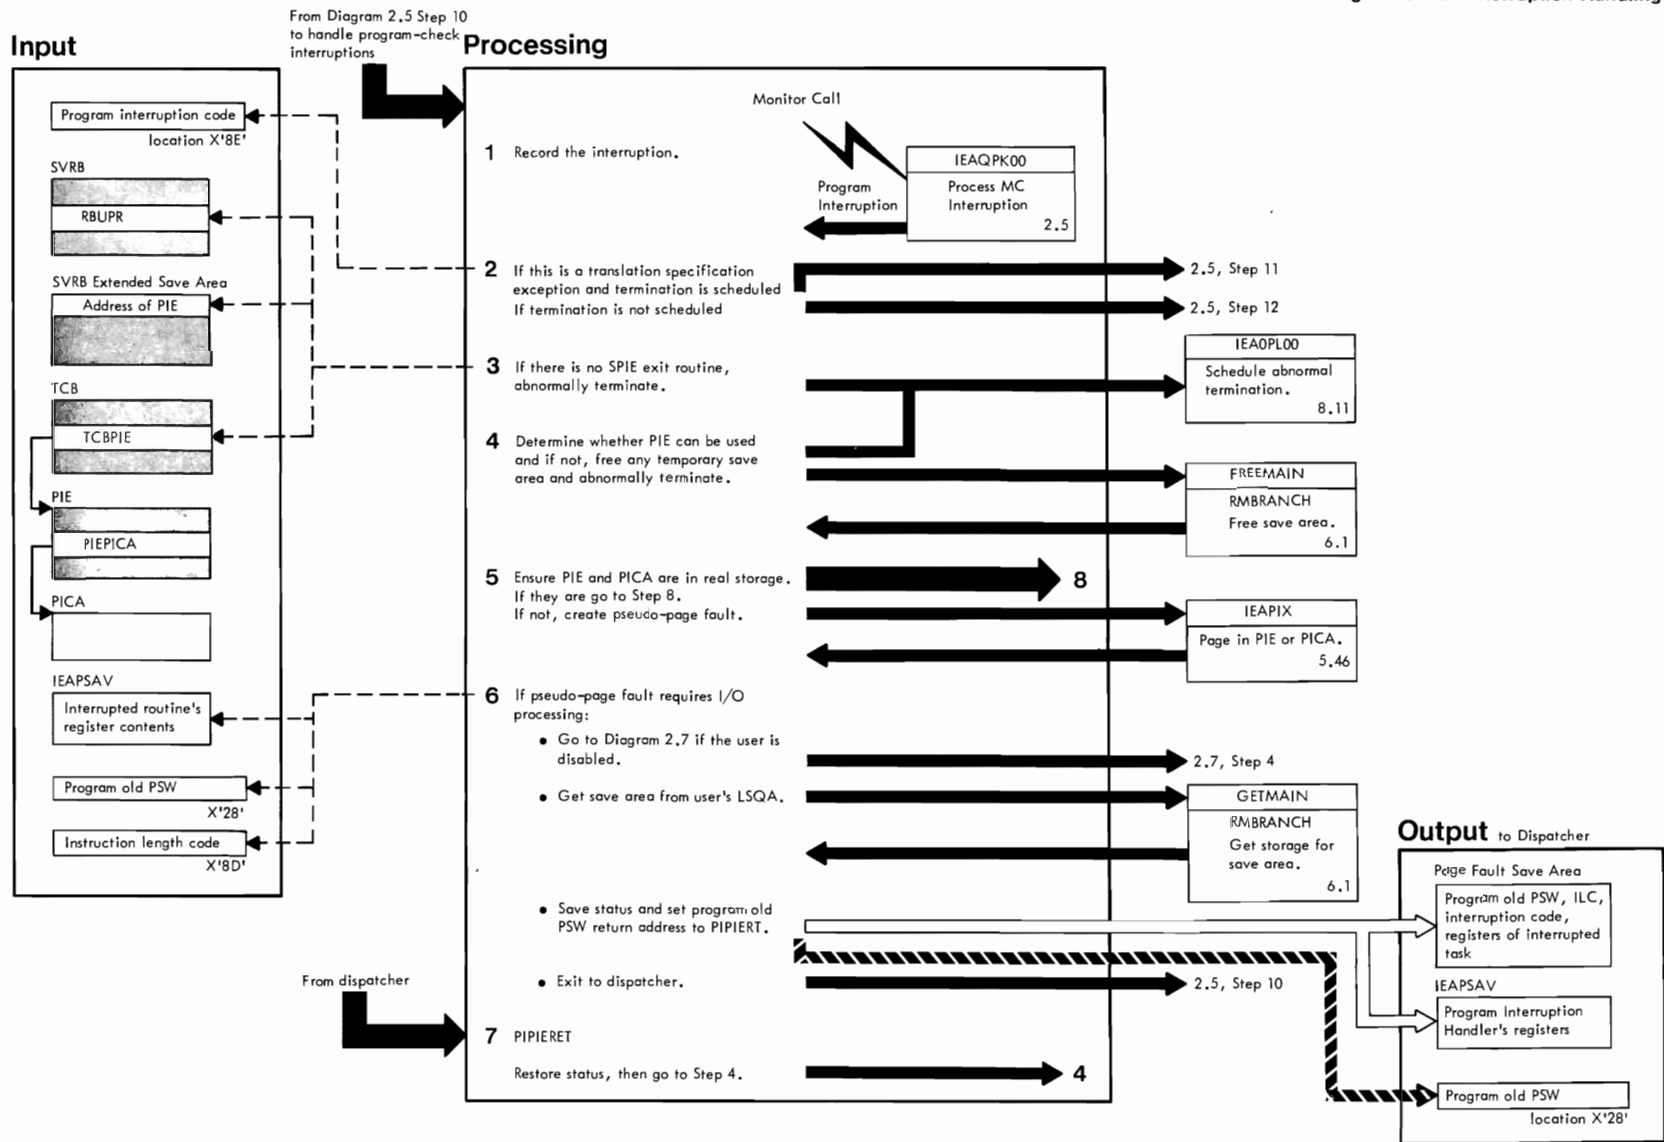 Interruption Handling
From Diagram 2.5 Step 10
to handle program-check
interruptions
Input
Program interruption code
location X'8E'
SVRB
RBUPR
SVRB Extended Save Area
Address of PIE
TCB
TCBPIE
PIE
PIEPICA
PICA
IEAPSAV
Interrupted routine's
register contents
Program old PSW
X'28'
Instruction length code
X'8D'
Processing
Monitor Call
1 Record the interruption.
Program
Interruption
IEAQPK00
Process MC
Interruption
2.5
2 If this is a translation specification
exception and termination is scheduled
If termination is not scheduled
2.5, Step 11
2.5, Step 12
3 If there is no SPIE exit routine,
abnormally terminate.
IEA0PL00
Schedule abnormal
termination.
8.11
4 Determine whether PIE can be used
and if not, free any temporary save
area and abnormally terminate.
FREEMAIN
RMBRANCH
Free save area.
6.1
5 Ensure PIE and PICA are in real storage.
If they are go to Step 8.
If not, create pseudo-page fault.
8
IEAPIX
Page in PIE or PICA.
5.46
6 If pseudo-page fault requires I/O
processing:
• Go to Diagram 2.7 if the user is
disabled.
2.7, Step 4
• Get save area from user's LSQA.
GETMAIN
RMBRANCH
Get storage for
save area.
6.1
• Save status and set program old
PSW return address to PIPIERT.
• Exit to dispatcher.
2.5, Step 10
From dispatcher
7 PIPIERET
Restore status, then go to Step 4.
4
Output to Dispatcher
Page Fault Save Area
Program old PSW, ILC,
interruption code,
registers of interrupted
task
IEAPSAV
Program Interruption
Handler's registers
Program old PSW
location X'28'